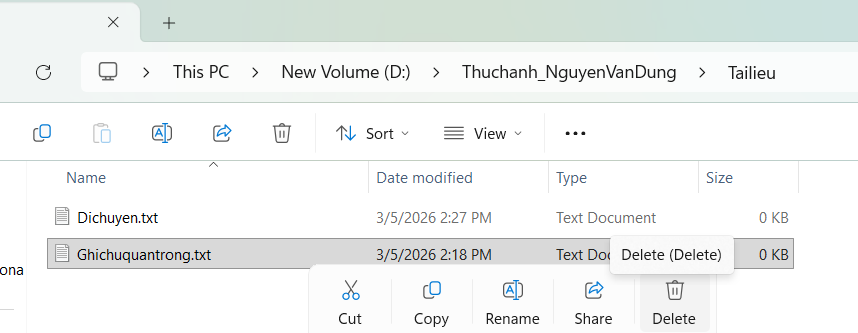 This PC > New Volume (D:) > Thuchanh_NguyenVanDung > Tailieu
Sort View
Name Date modified Type Size
Dichuyen.txt 3/5/2026 2:27 PM Text Document 0 KB
Ghichuquantrong.txt 3/5/2026 2:18 PM Text Doc 0 KB
ona
Delete (Delete)
Cut Copy Rename Share Delete